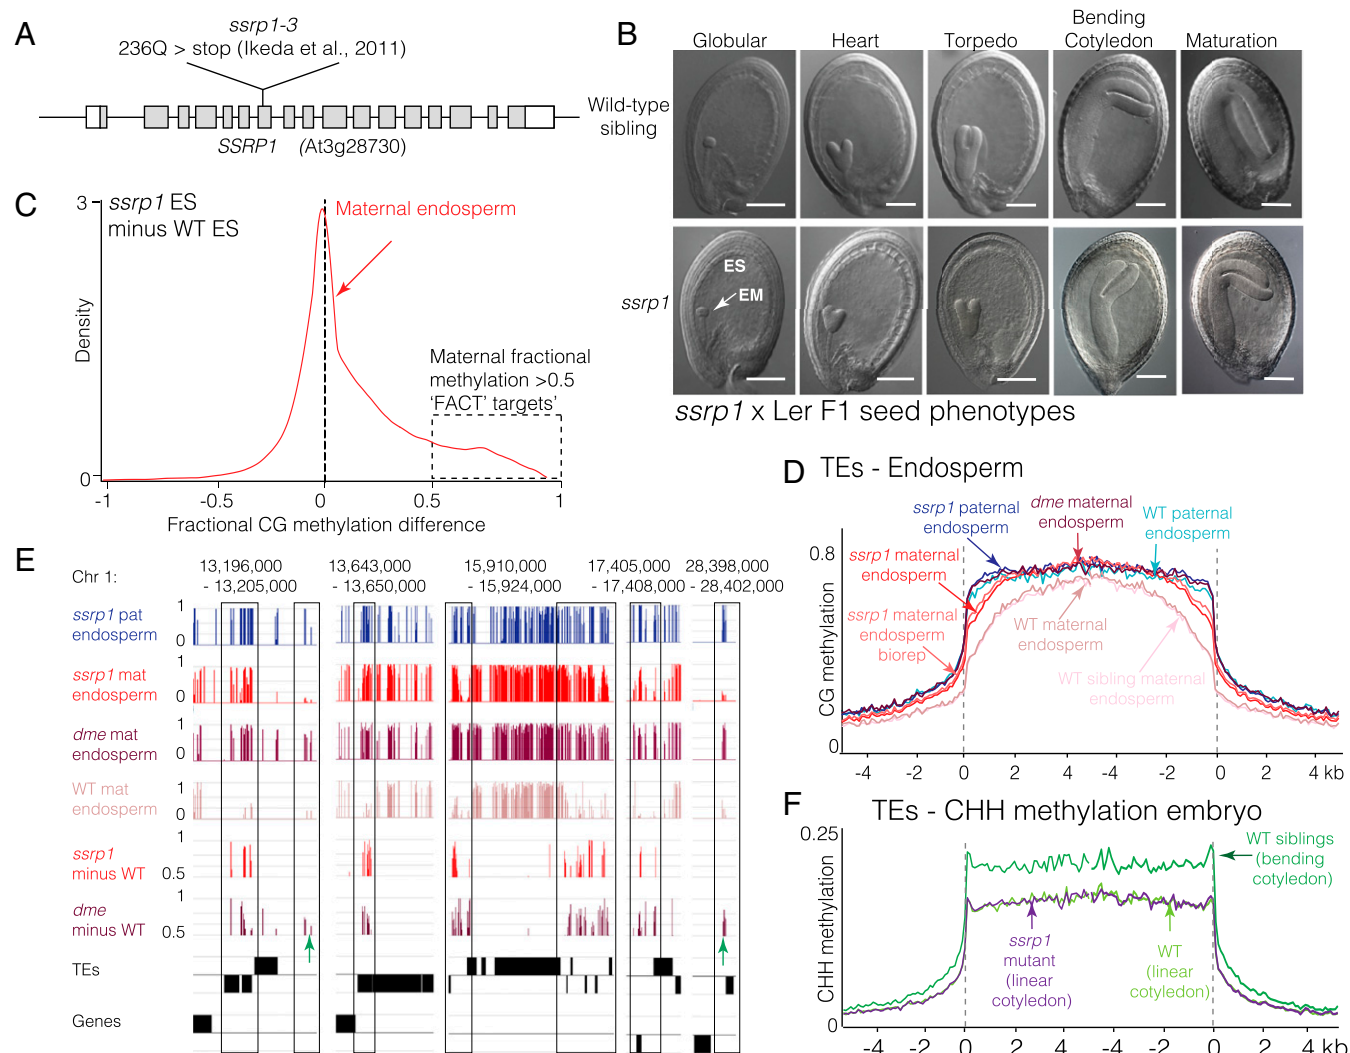 A
ssrp1-3
236Q > stop (Ikeda et al., 2011)
SSRP1 (At3g28730)
B
Globular
Heart
Torpedo
Bending
Cotyledon
Maturation
Wild-type
sibling
ssrp1
ES
EM
ssrp1 x Ler F1 seed phenotypes
C
ssrp1 ES
minus WT ES
Maternal endosperm
Maternal fractional
methylation >0.5
‘FACT’ targets’
3
0
Density
-1 -0.5 0 0.5 1
Fractional CG methylation difference
D
TEs - Endosperm
ssrp1 paternal
endosperm
dme maternal
endosperm
WT paternal
endosperm
ssrp1 maternal
endosperm
ssrp1 maternal
endosperm
biorep
WT maternal
endosperm
WT sibling maternal
endosperm
0.8
0
CG methylation
-4 -2 0 2 4 6 -4 -2 0 2 4 kb
E
Chr 1:
13,196,000
- 13,205,000
13,643,000
-13,650,000
15,910,000
-15,924,000
17,405,000
-17,408,000
28,398,000
-28,402,000
ssrp1 pat
endosperm
1
0
ssrp1 mat
endosperm
1
0
dme mat
endosperm
1
0
WT mat
endosperm
1
0
ssrp1
minus WT
1
0.5
dme
minus WT
1
0.5
TEs
Genes
F
TEs - CHH methylation embryo
0.25
0
CHH methylation
WT siblings
(bending
cotyledon)
ssrp1
mutant
(linear
cotyledon)
WT
(linear
cotyledon)
-4 -2 0 2 4 -4 -2 0 2 4 kb